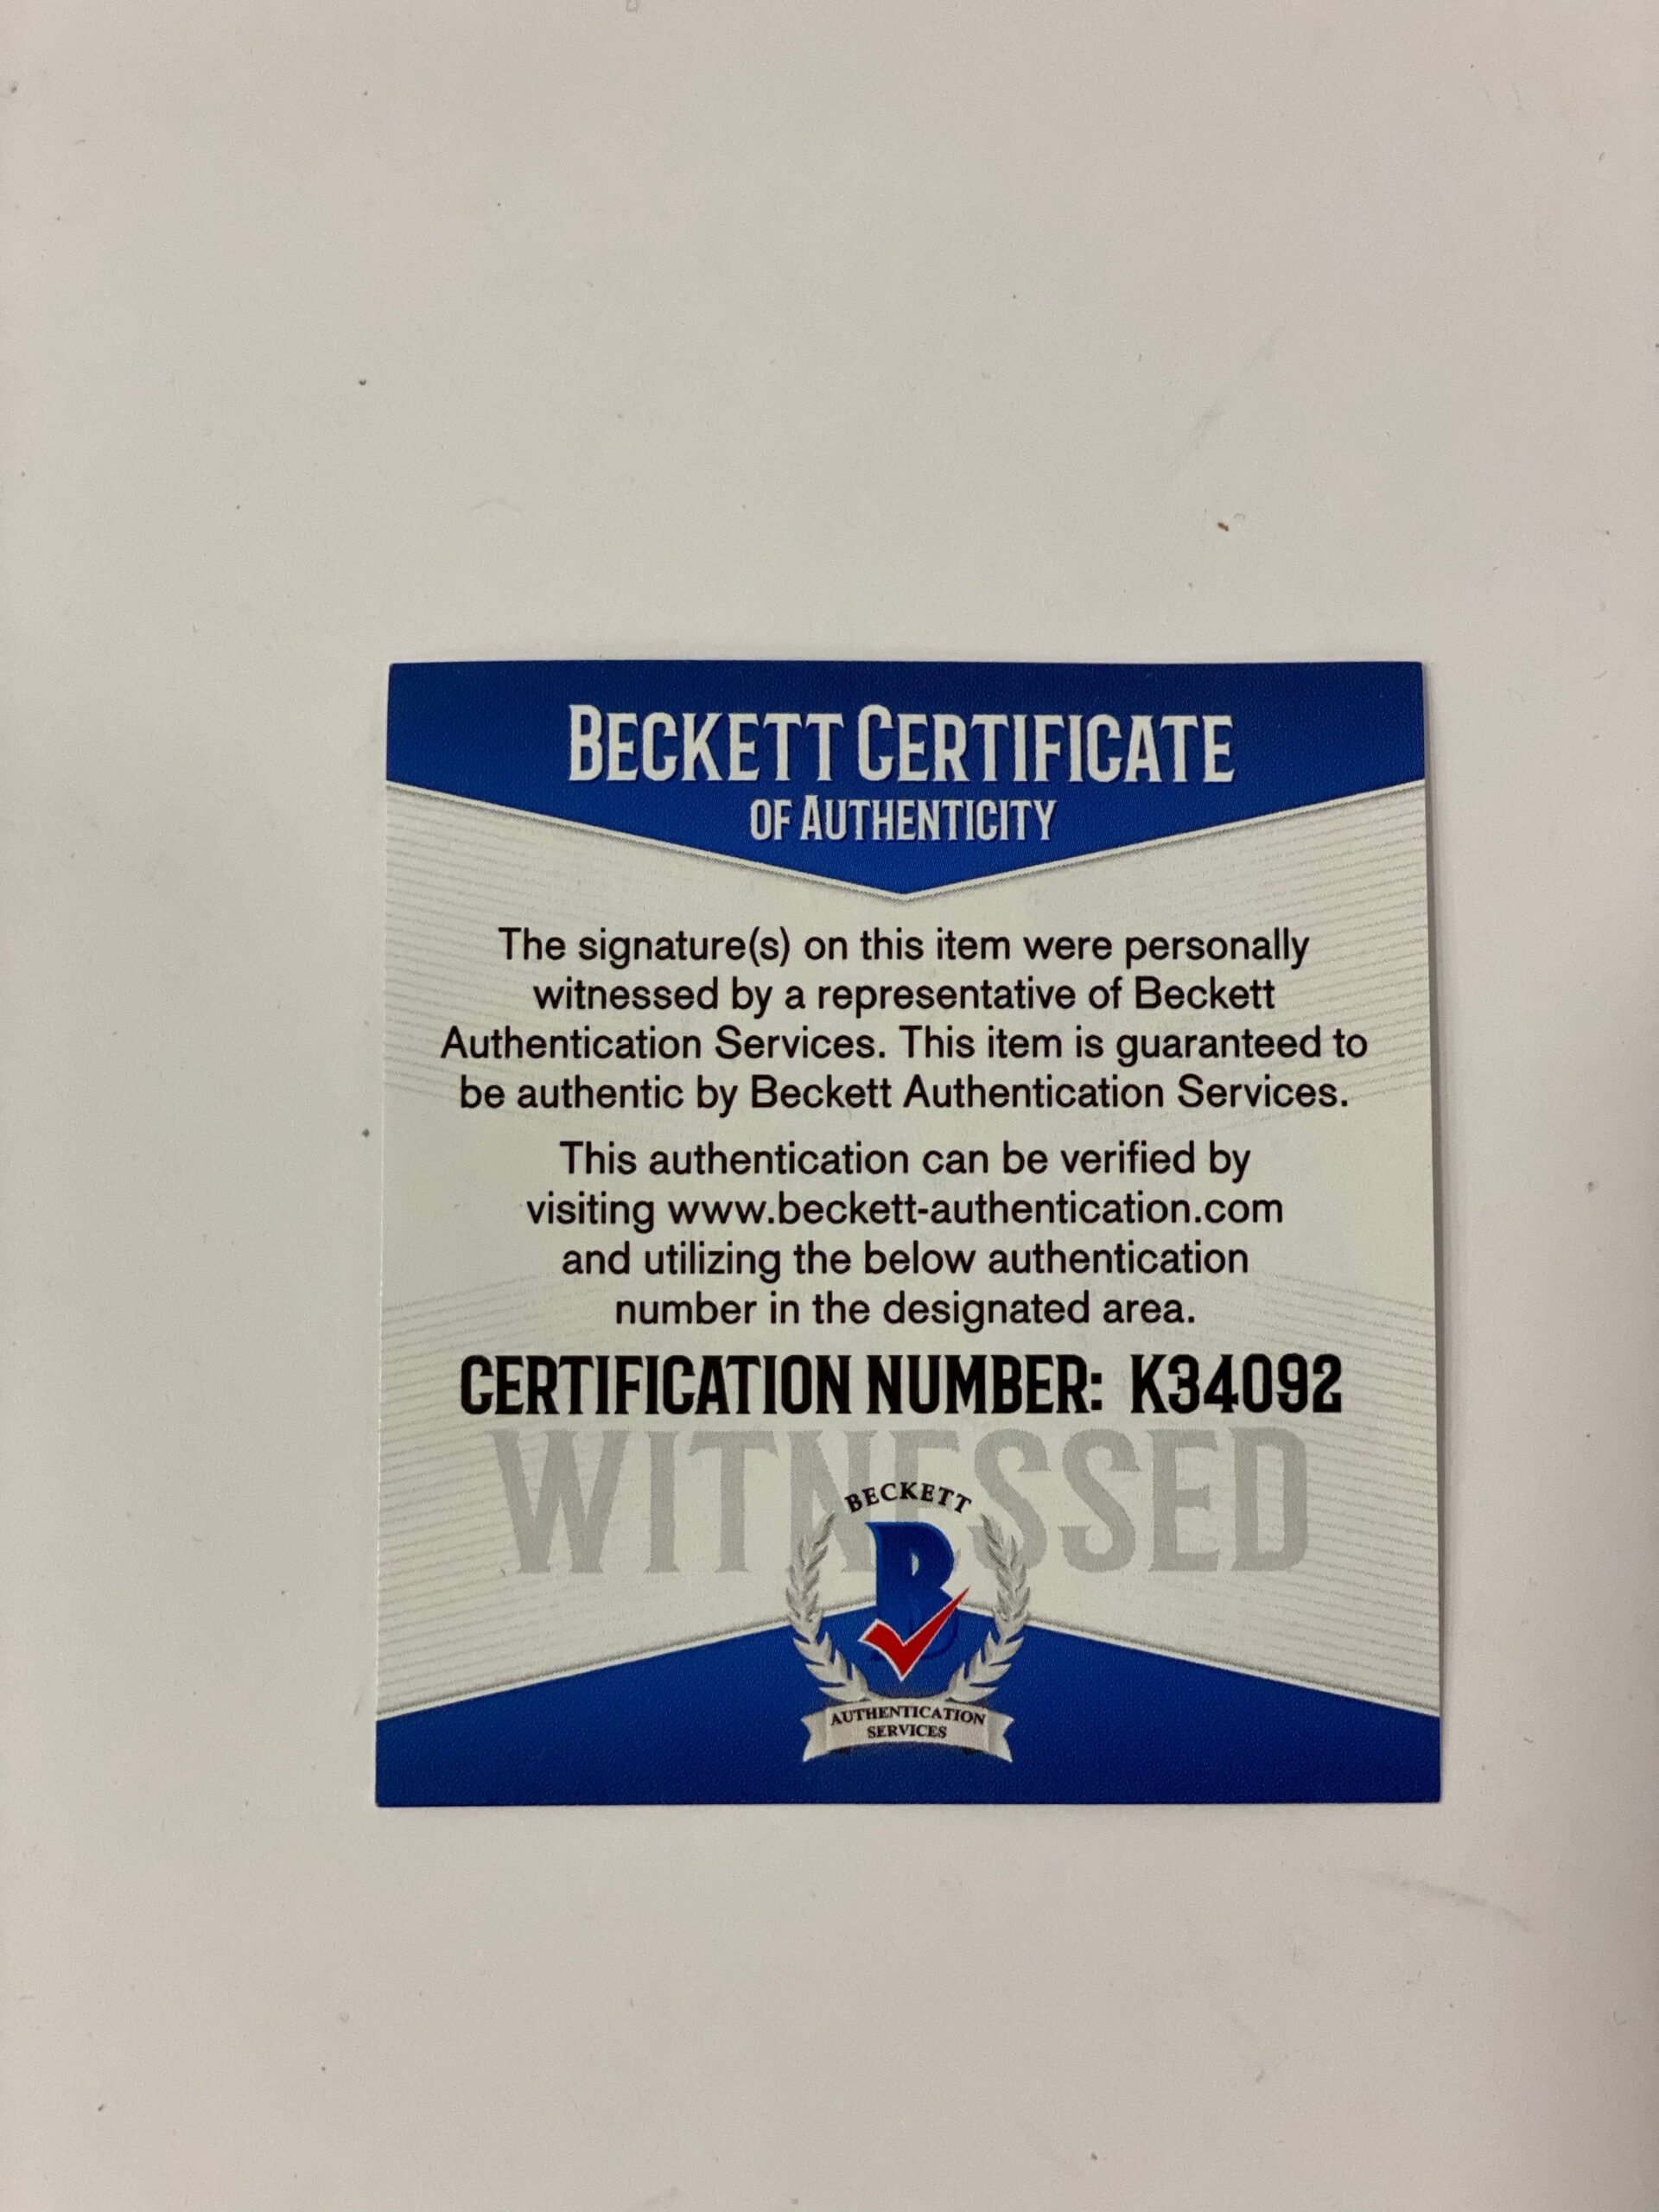 BECKETT CERTIFICATE
OF AUTHENTICITY
The signature(s) on this item were personally
witnessed by a representative of Beckett
Authentication Services. This item is guaranteed to
be authentic by Beckett Authentication Services.
This authentication can be verified by
visiting www.beckett-authentication.com
and utilizing the below authentication
number in the designated area.
CERTIFICATION NUMBER: K34092
WITNESSED
BECKETT
B
AUTHENTICATION
SERVICES